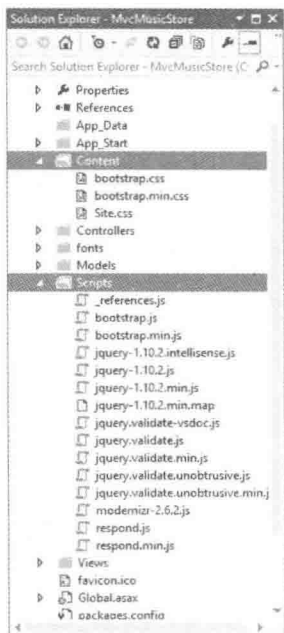 Solution Explorer - MvcMusicStore
Search Solution Explorer - MvcMusicStore (C
Properties
References
App_Data
App_Start
Content
bootstrap.css
bootstrap.min.css
Site.css
Controllers
fonts
Models
Scripts
_references.js
bootstrap.js
bootstrap.min.js
jquery-1.10.2.intellisense.js
jquery-1.10.2.js
jquery-1.10.2.min.js
jquery-1.10.2.min.map
jquery.validate-vsdoc.js
jquery.validate.js
jquery.validate.min.js
jquery.validate.unobtrusive.js
jquery.validate.unobtrusive.min.j
modernizr-2.6.2.js
respond.js
respond.min.js
Views
favicon.ico
Global.asax
packages.config